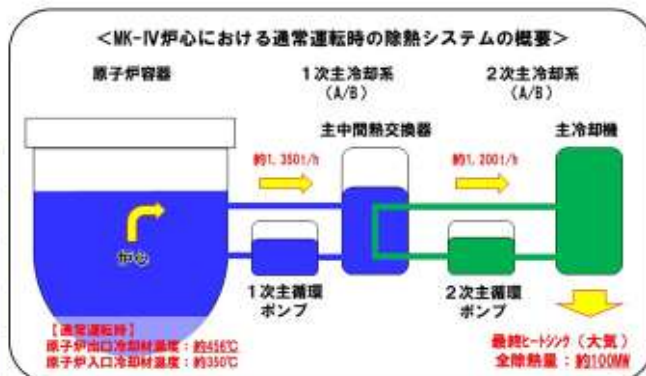 <MK-Ⅳ炉心における通常運転時の除熱システムの概要>
原子炉容器
1次主冷却系
(A/B)
2次主冷却系
(A/B)
主中間熱交換器
主冷却機
約1,350t/h
約1,200t/h
炉心
1次主循環
ポンプ
2次主循環
ポンプ
【通常運転時】
原子炉出口冷却材温度:約456℃
原子炉入口冷却材温度:約350℃
最終ヒートシンク(大気)
全除熱量:約100MW